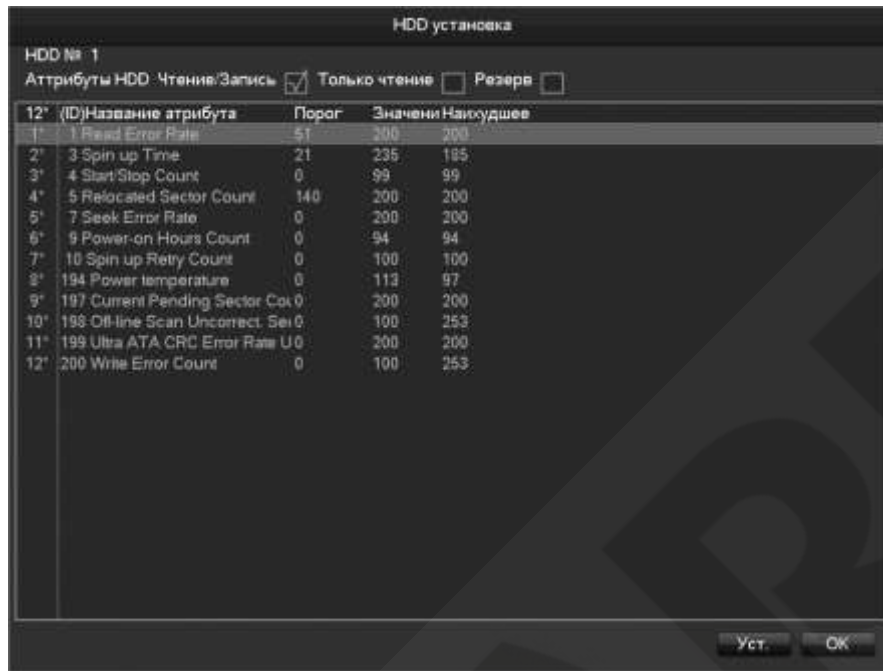 HDD установка
HDD № 1
Аттрибуты HDD Чтение/Запись Только чтение Резерв
12* (ID)Название атрибута Порог Значени Наихудшее
1* 1 Read Error Rate 51 200 200
2* 3 Spin up Time 21 235 185
3* 4 Start/Stop Count 0 99 99
4* 5 Relocated Sector Count 140 200 200
5* 7 Seek Error Rate 0 200 200
6* 9 Power-on Hours Count 0 94 94
7* 10 Spin up Retry Count 0 100 100
8* 194 Power temperature 0 113 97
9* 197 Current Pending Sector Cou 0 200 200
10* 198 Off-line Scan Uncorrect. Sec 0 100 253
11* 199 Ultra ATA CRC Error Rate U 0 200 200
12* 200 Write Error Count 0 100 253
Уст. OK